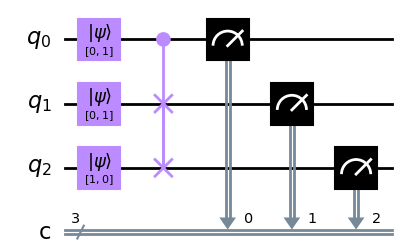 q₀ |ψ⟩ [0, 1]
q₁ |ψ⟩ [0, 1]
q₂ |ψ⟩ [1, 0]
c 3 0 1 2